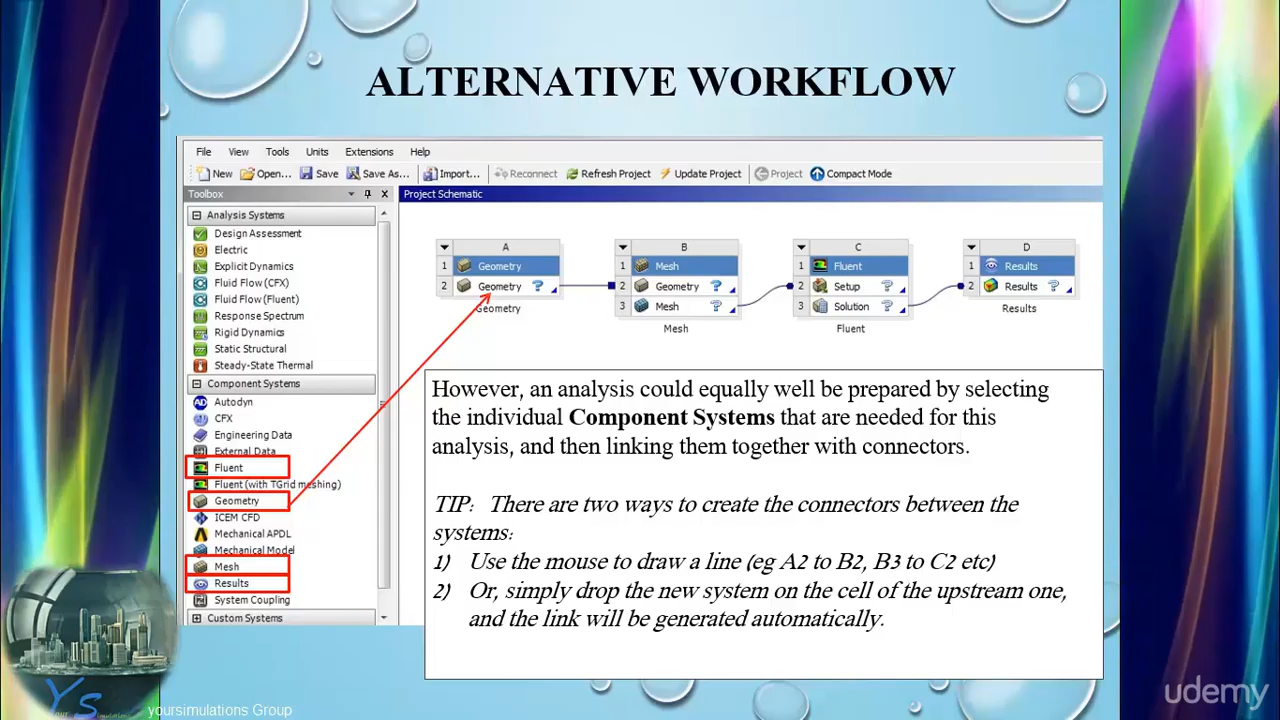 ALTERNATIVE WORKFLOW
File View Tools Units Extensions Help
New Open... Save Save As... Import... Reconnect Refresh Project Update Project Project Compact Mode
Toolbox
Project Schematic
Analysis Systems
Design Assessment
Electric
Explicit Dynamics
Fluid Flow (CFX)
Fluid Flow (Fluent)
Response Spectrum
Rigid Dynamics
Static Structural
Steady-State Thermal
Component Systems
Autodyn
CFX
Engineering Data
External Data
Fluent
Fluent (with TGrid meshing)
Geometry
ICEM CFD
Mechanical APDL
Mechanical Model
Mesh
Results
System Coupling
Custom Systems
A
1 Geometry
2 Geometry ?
Geometry
B
1 Mesh
2 Geometry ?
3 Mesh ?
Mesh
C
1 Fluent
2 Setup ?
3 Solution ?
Fluent
D
1 Results
2 Results ?
Results
However, an analysis could equally well be prepared by selecting
the individual Component Systems that are needed for this
analysis, and then linking them together with connectors.
TIP: There are two ways to create the connectors between the
systems:
1) Use the mouse to draw a line (eg A2 to B2, B3 to C2 etc)
2) Or, simply drop the new system on the cell of the upstream one,
and the link will be generated automatically.
yoursimulations Group
udemy